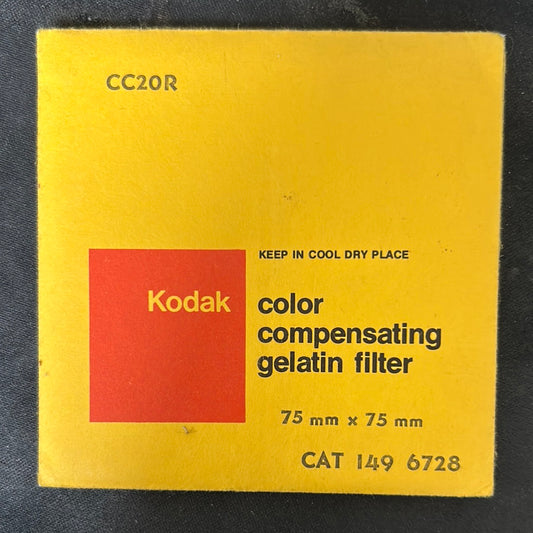 CC20R
KEEP IN COOL DRY PLACE
Kodak
color
compensating
gelatin filter
75 mm x 75 mm
CAT 149 6728